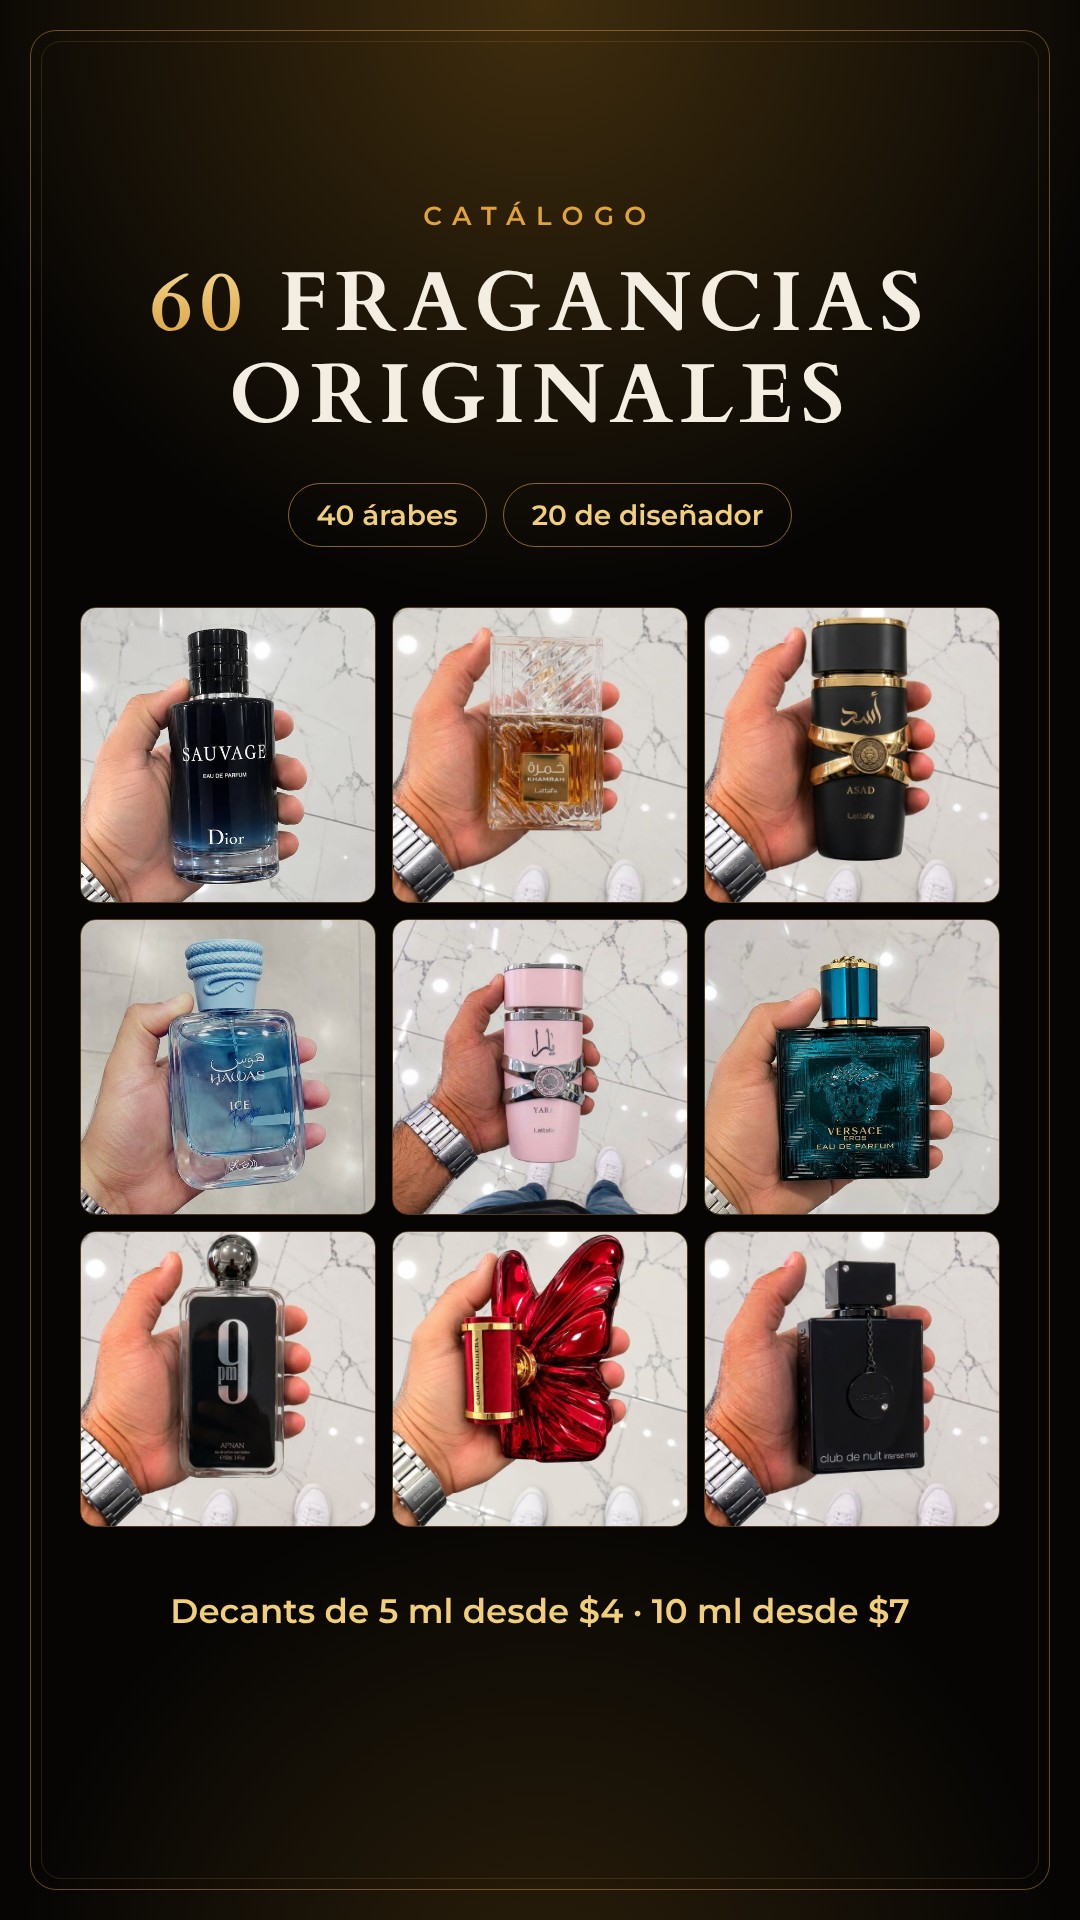 CATÁLOGO
60 FRAGANCIAS
ORIGINALES
40 árabes
20 de diseñador
SAUVAGE
EAU DE PARFUM
Dior
خمرة
KHAMRAH
Lattafa
أسد
ASAD
Lattafa
هوس
HAWAS
ICE
يارا
YARA
Lattafa
VERSACE
EROS
EAU DE PARFUM
9
pm
AFNAN
CAROLINA HERRERA
club de nuit intense man
Decants de 5 ml desde $4 · 10 ml desde $7